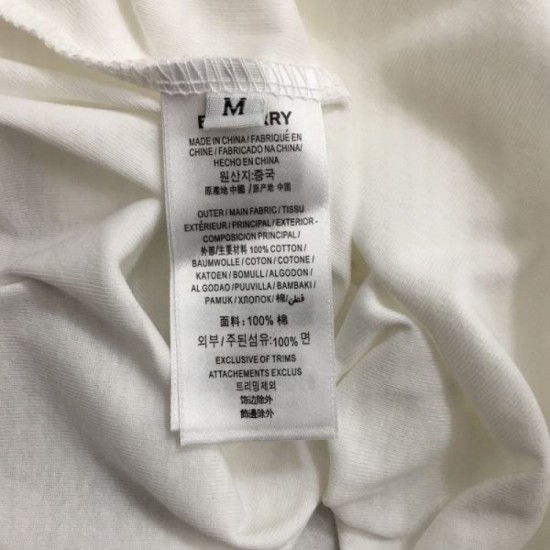 M
B RRY
MADE IN CHINA / FABRIQUÉ EN
CHINE / FABRICADO NA CHINA/
HECHO EN CHINA
원산지:중국
原產地 中國 / 原产地 中国
OUTER / MAIN FABRIC / TISSU
EXTÉRIEUR / PRINCIPAL / EXTERIOR -
COMPOSICIÓN PRINCIPAL /
外部/主要材料 100% COTTON /
BAUMWOLLE / COTON / COTONE /
KATOEN / BOMULL / ALGODON /
ALGODAO / PUUVILLA / BAMBAKI /
PAMUK / ХЛОПОК/ 棉/ قطن/
面料:100% 棉
외부/주된섬유:100% 면
EXCLUSIVE OF TRIMS
ATTACHEMENTS EXCLUS
트리밍제외
饰边除外
飾邊除外